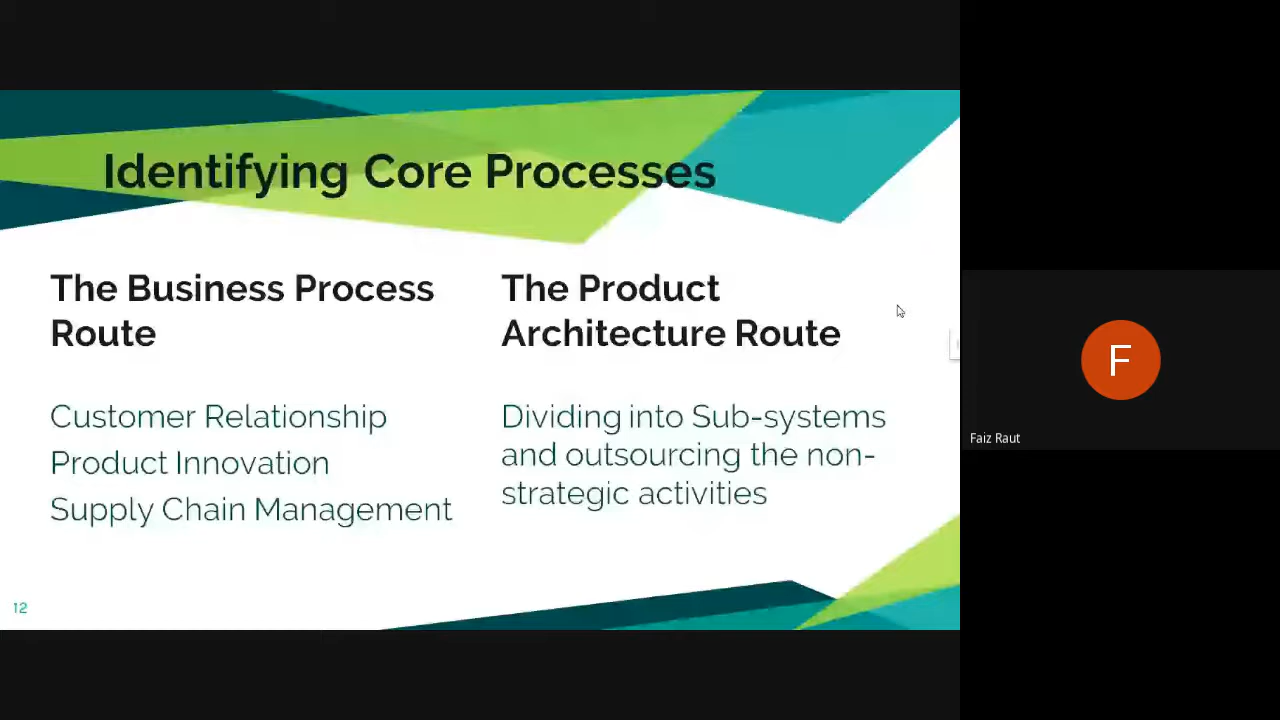 Identifying Core Processes
The Business Process
Route
Customer Relationship
Product Innovation
Supply Chain Management
The Product
Architecture Route
Dividing into Sub-systems
and outsourcing the non-
strategic activities
12
F
Faiz Raut